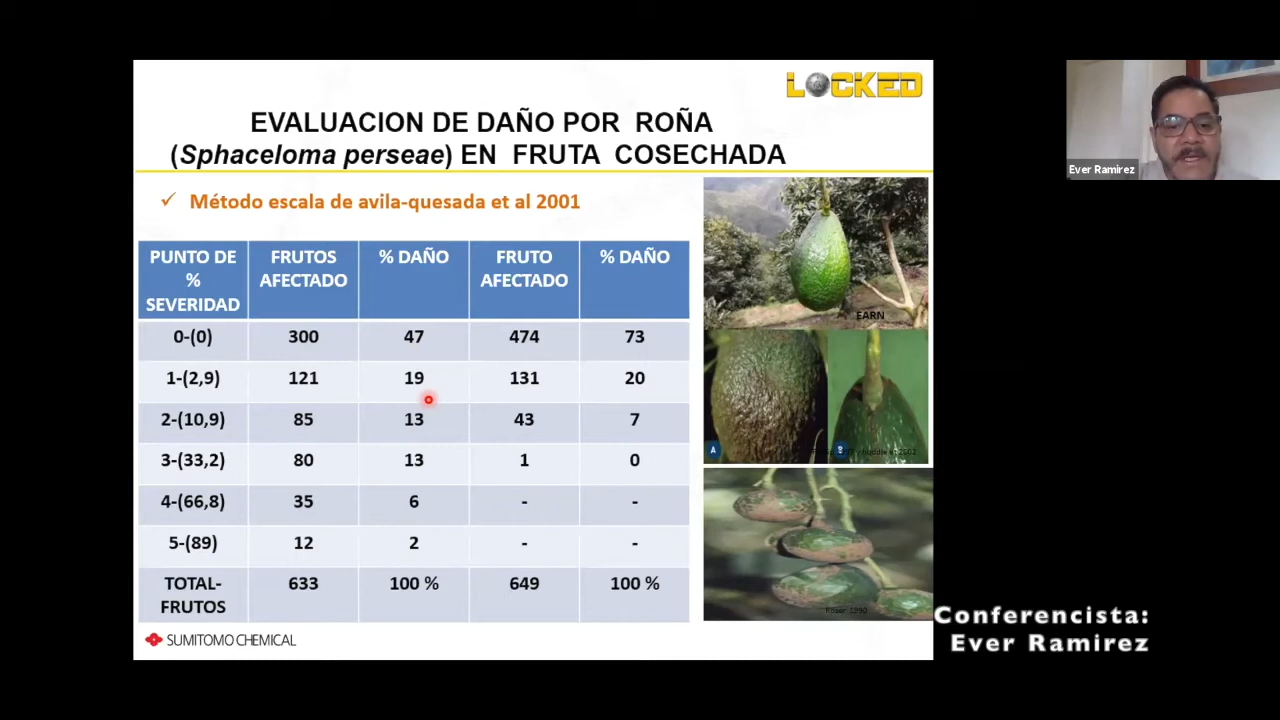 LOCKED
EVALUACION DE DAÑO POR ROÑA
(Sphaceloma perseae) EN FRUTA COSECHADA
✓ Método escala de avila-quesada et al 2001
PUNTO DE % SEVERIDAD FRUTOS AFECTADO % DAÑO FRUTO AFECTADO % DAÑO
0-(0) 300 47 474 73
1-(2,9) 121 19 131 20
2-(10,9) 85 13 43 7
3-(33,2) 80 13 1 0
4-(66,8) 35 6 - -
5-(89) 12 2 - -
TOTAL-FRUTOS 633 100 % 649 100 %
EARN
A
B
SUMITOMO CHEMICAL
Ever Ramirez
Conferencista:
Ever Ramirez